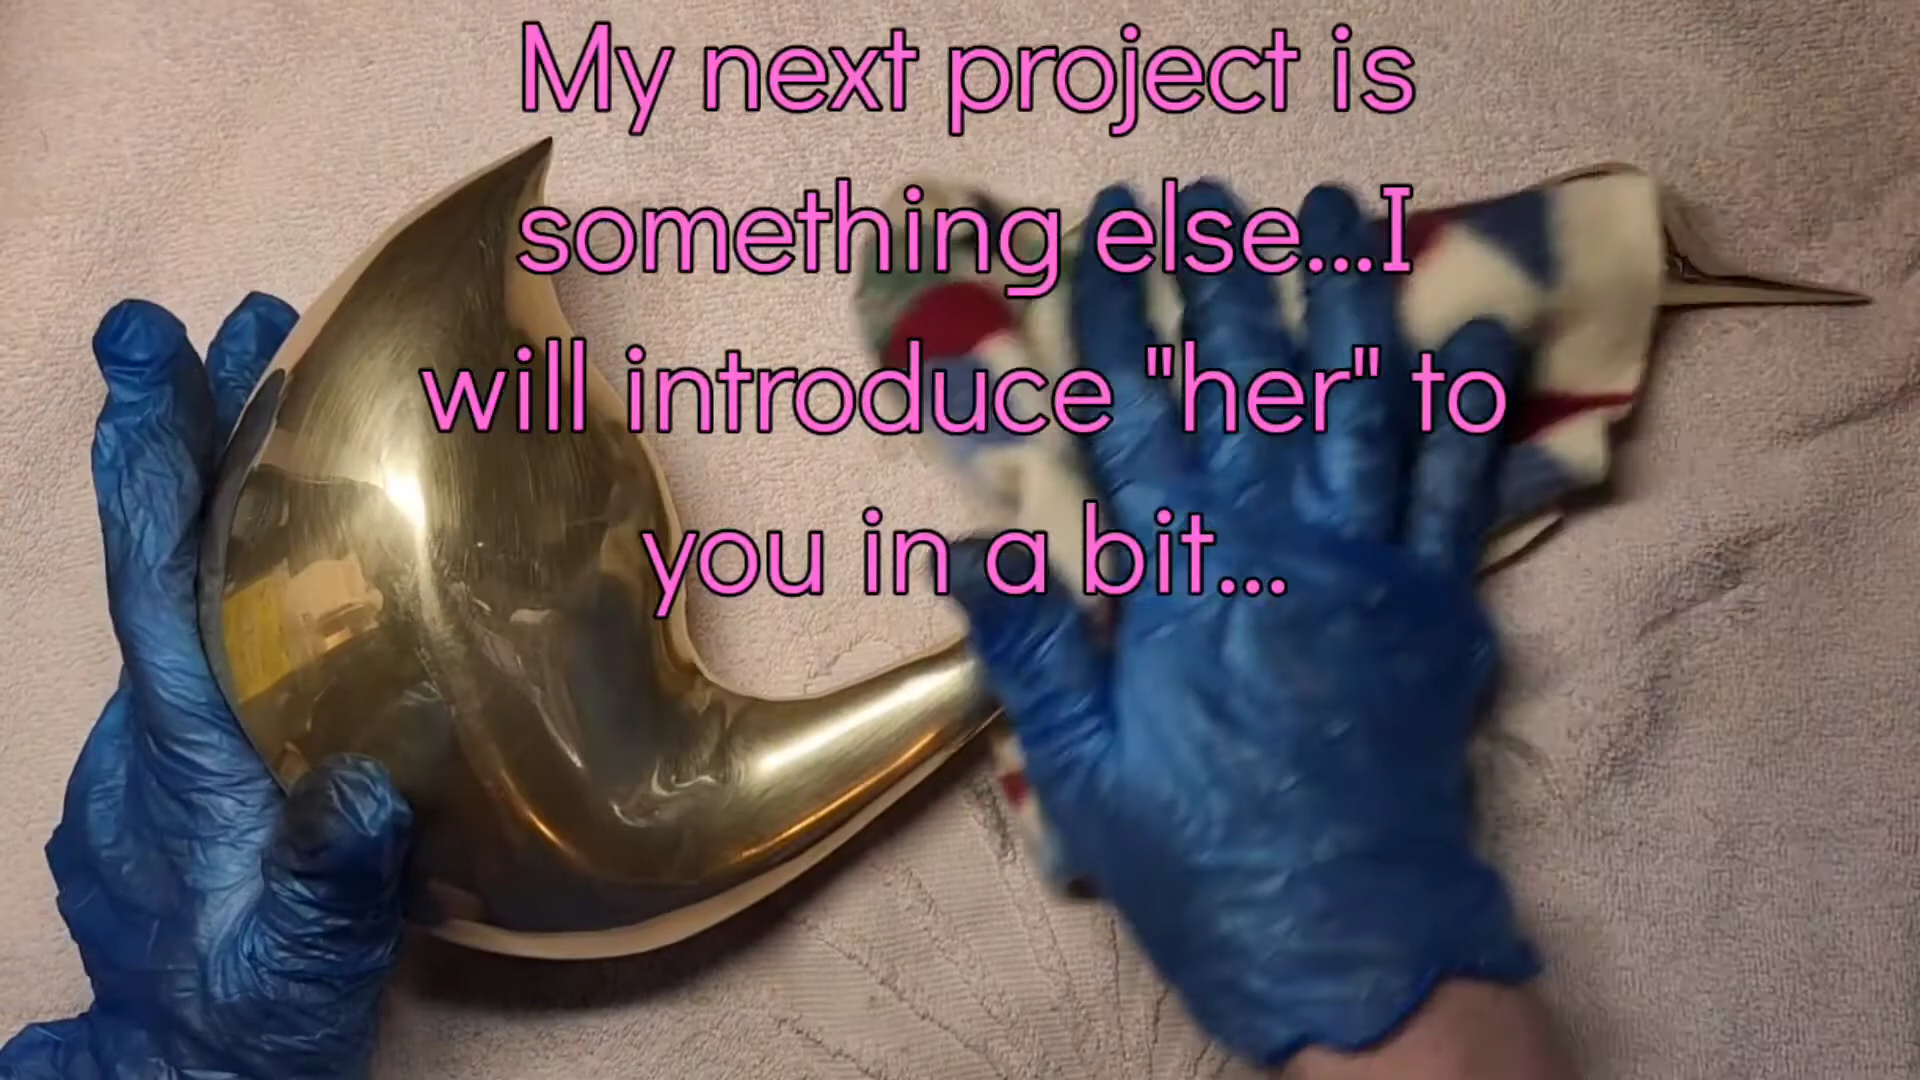 My next project is
something else...I
will introduce "her" to
you in a bit...